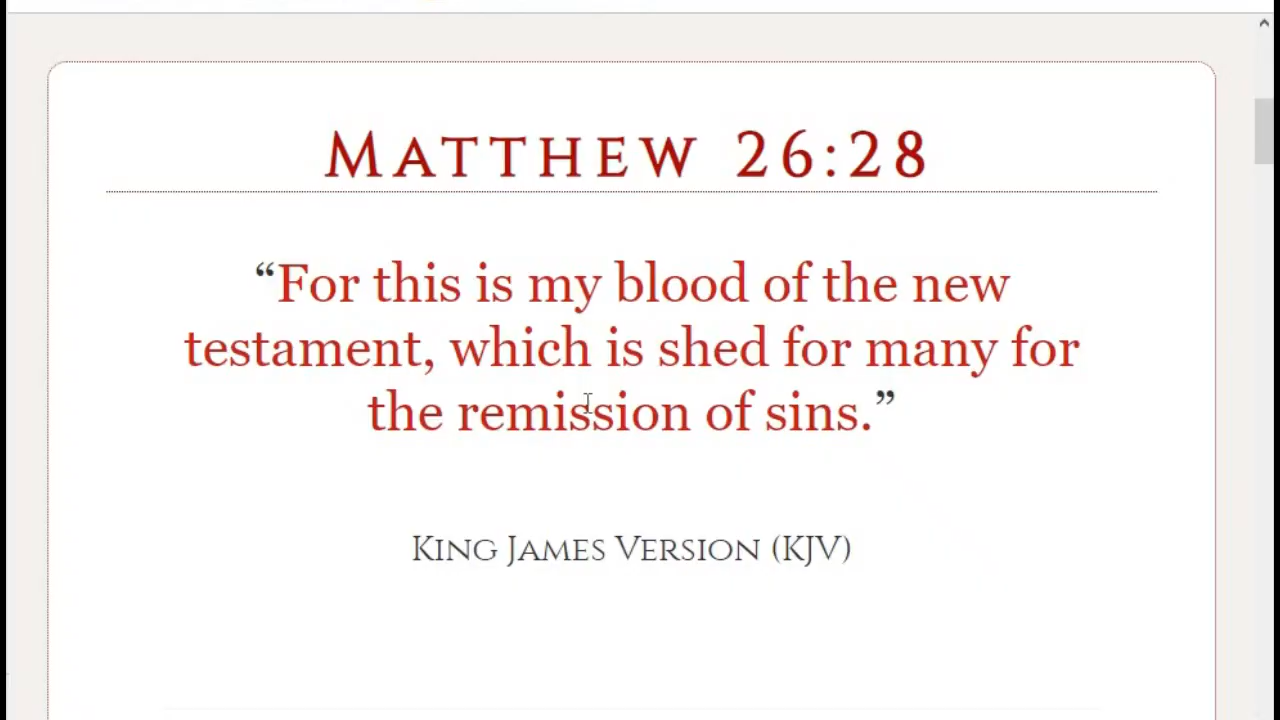 Matthew 26:28
“For this is my blood of the new
testament, which is shed for many for
the remission of sins.”
King James Version (KJV)